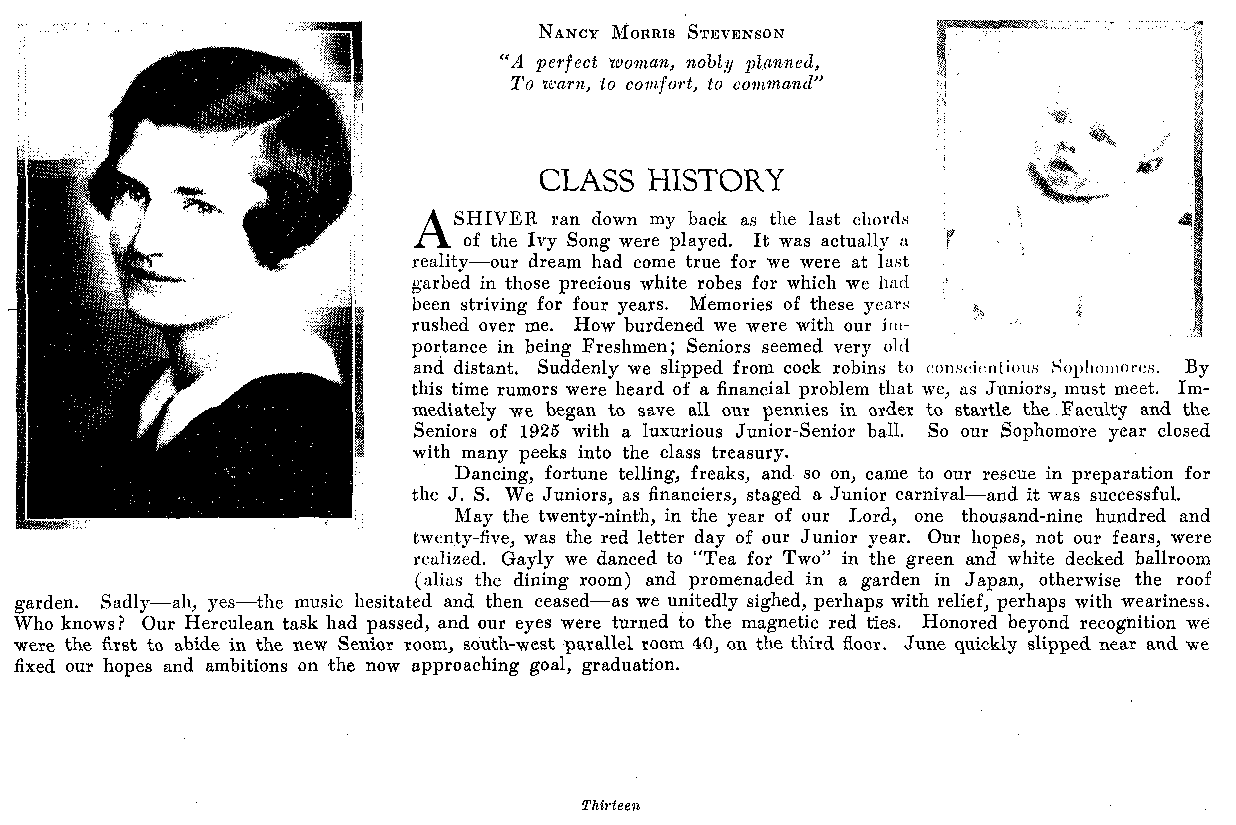 NANCY MORRIS STEVENSON
"A perfect woman, nobly planned,
To warn, to comfort, to command"
CLASS HISTORY
A SHIVER ran down my back as the last chords
of the Ivy Song were played. It was actually a
reality—our dream had come true for we were at last
garbed in those precious white robes for which we had
been striving for four years. Memories of these years
rushed over me. How burdened we were with our im-
portance in being Freshmen; Seniors seemed very old
and distant. Suddenly we slipped from cock robins to conscientious Sophomores. By
this time rumors were heard of a financial problem that we, as Juniors, must meet. Im-
mediately we began to save all our pennies in order to startle the Faculty and the
Seniors of 1925 with a luxurious Junior-Senior ball. So our Sophomore year closed
with many peeks into the class treasury.
Dancing, fortune telling, freaks, and so on, came to our rescue in preparation for
the J. S. We Juniors, as financiers, staged a Junior carnival—and it was successful.
May the twenty-ninth, in the year of our Lord, one thousand-nine hundred and
twenty-five, was the red letter day of our Junior year. Our hopes, not our fears, were
realized. Gayly we danced to "Tea for Two" in the green and white decked ballroom
(alias the dining room) and promenaded in a garden in Japan, otherwise the roof
garden. Sadly—ah, yes—the music hesitated and then ceased—as we unitedly sighed, perhaps with relief, perhaps with weariness.
Who knows? Our Herculean task had passed, and our eyes were turned to the magnetic red ties. Honored beyond recognition we
were the first to abide in the new Senior room, south-west parallel room 40, on the third floor. June quickly slipped near and we
fixed our hopes and ambitions on the now approaching goal, graduation.
Thirteen